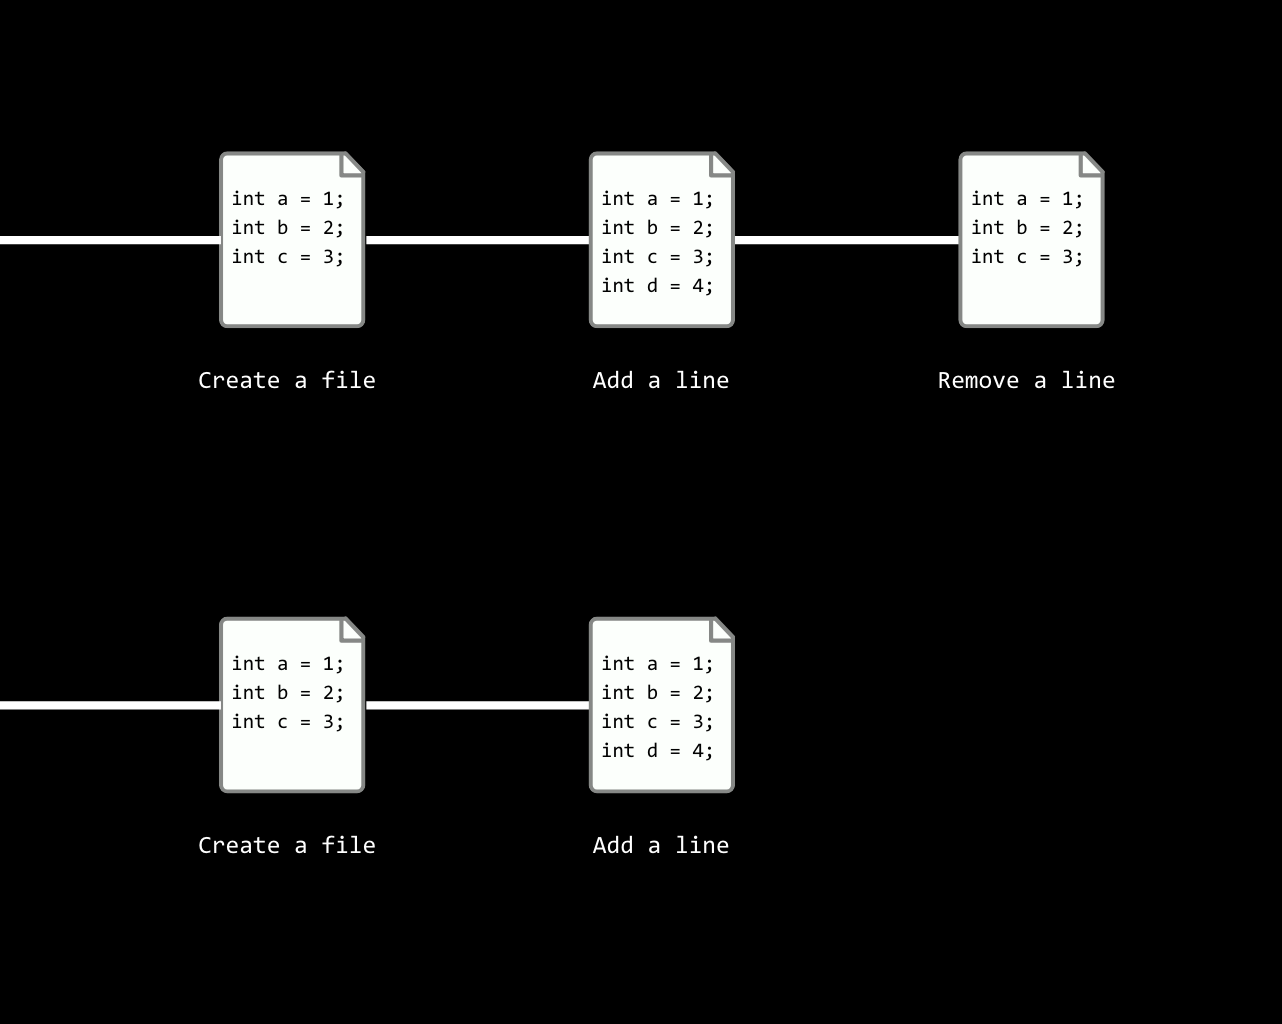 int a = 1;
int b = 2;
int c = 3;
Create a file
int a = 1;
int b = 2;
int c = 3;
int d = 4;
Add a line
int a = 1;
int b = 2;
int c = 3;
Remove a line
int a = 1;
int b = 2;
int c = 3;
Create a file
int a = 1;
int b = 2;
int c = 3;
int d = 4;
Add a line